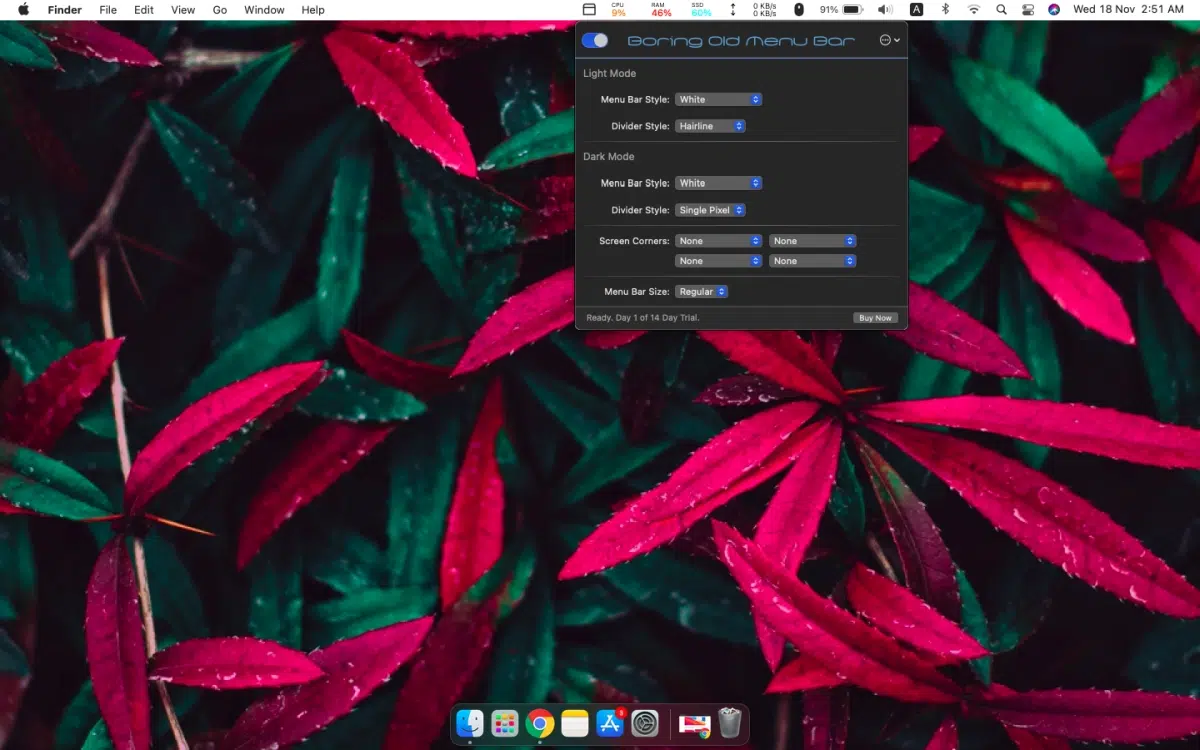 Finder File Edit View Go Window Help
CPU 9% RAM 46% SSD 60% 0 KB/s 0 KB/s 91% A Wed 18 Nov 2:51 AM
Boring Old Menu Bar
Light Mode
Menu Bar Style: White
Divider Style: Hairline
Dark Mode
Menu Bar Style: White
Divider Style: Single Pixel
Screen Corners: None None
None None
Menu Bar Size: Regular
Ready. Day 1 of 14 Day Trial. Buy Now